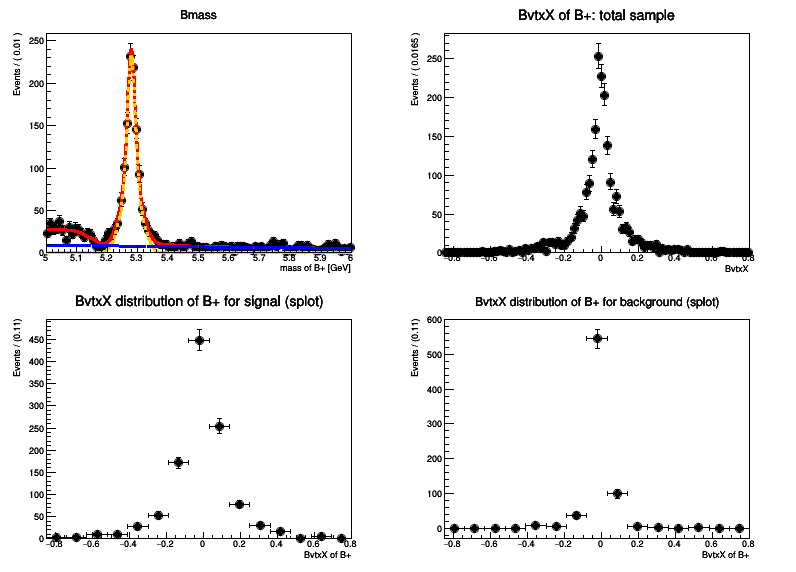 Bmass
Events / ( 0.01 )
250
200
150
100
50
0
5 5.1 5.2 5.3 5.4 5.5 5.6 5.7 5.8 5.9 6
mass of B+ [GeV]
BvtxX of B+: total sample
Events / ( 0.0165 )
250
200
150
100
50
0
−0.8 −0.6 −0.4 −0.2 0 0.2 0.4 0.6 0.8
BvtxX
BvtxX distribution of B+ for signal (splot)
Events / (0.11)
450
400
350
300
250
200
150
100
50
0
−0.8 −0.6 −0.4 −0.2 0 0.2 0.4 0.6 0.8
BvtxX of B+
BvtxX distribution of B+ for background (splot)
Events / (0.11)
600
500
400
300
200
100
0
−0.8 −0.6 −0.4 −0.2 0 0.2 0.4 0.6 0.8
BvtxX of B+